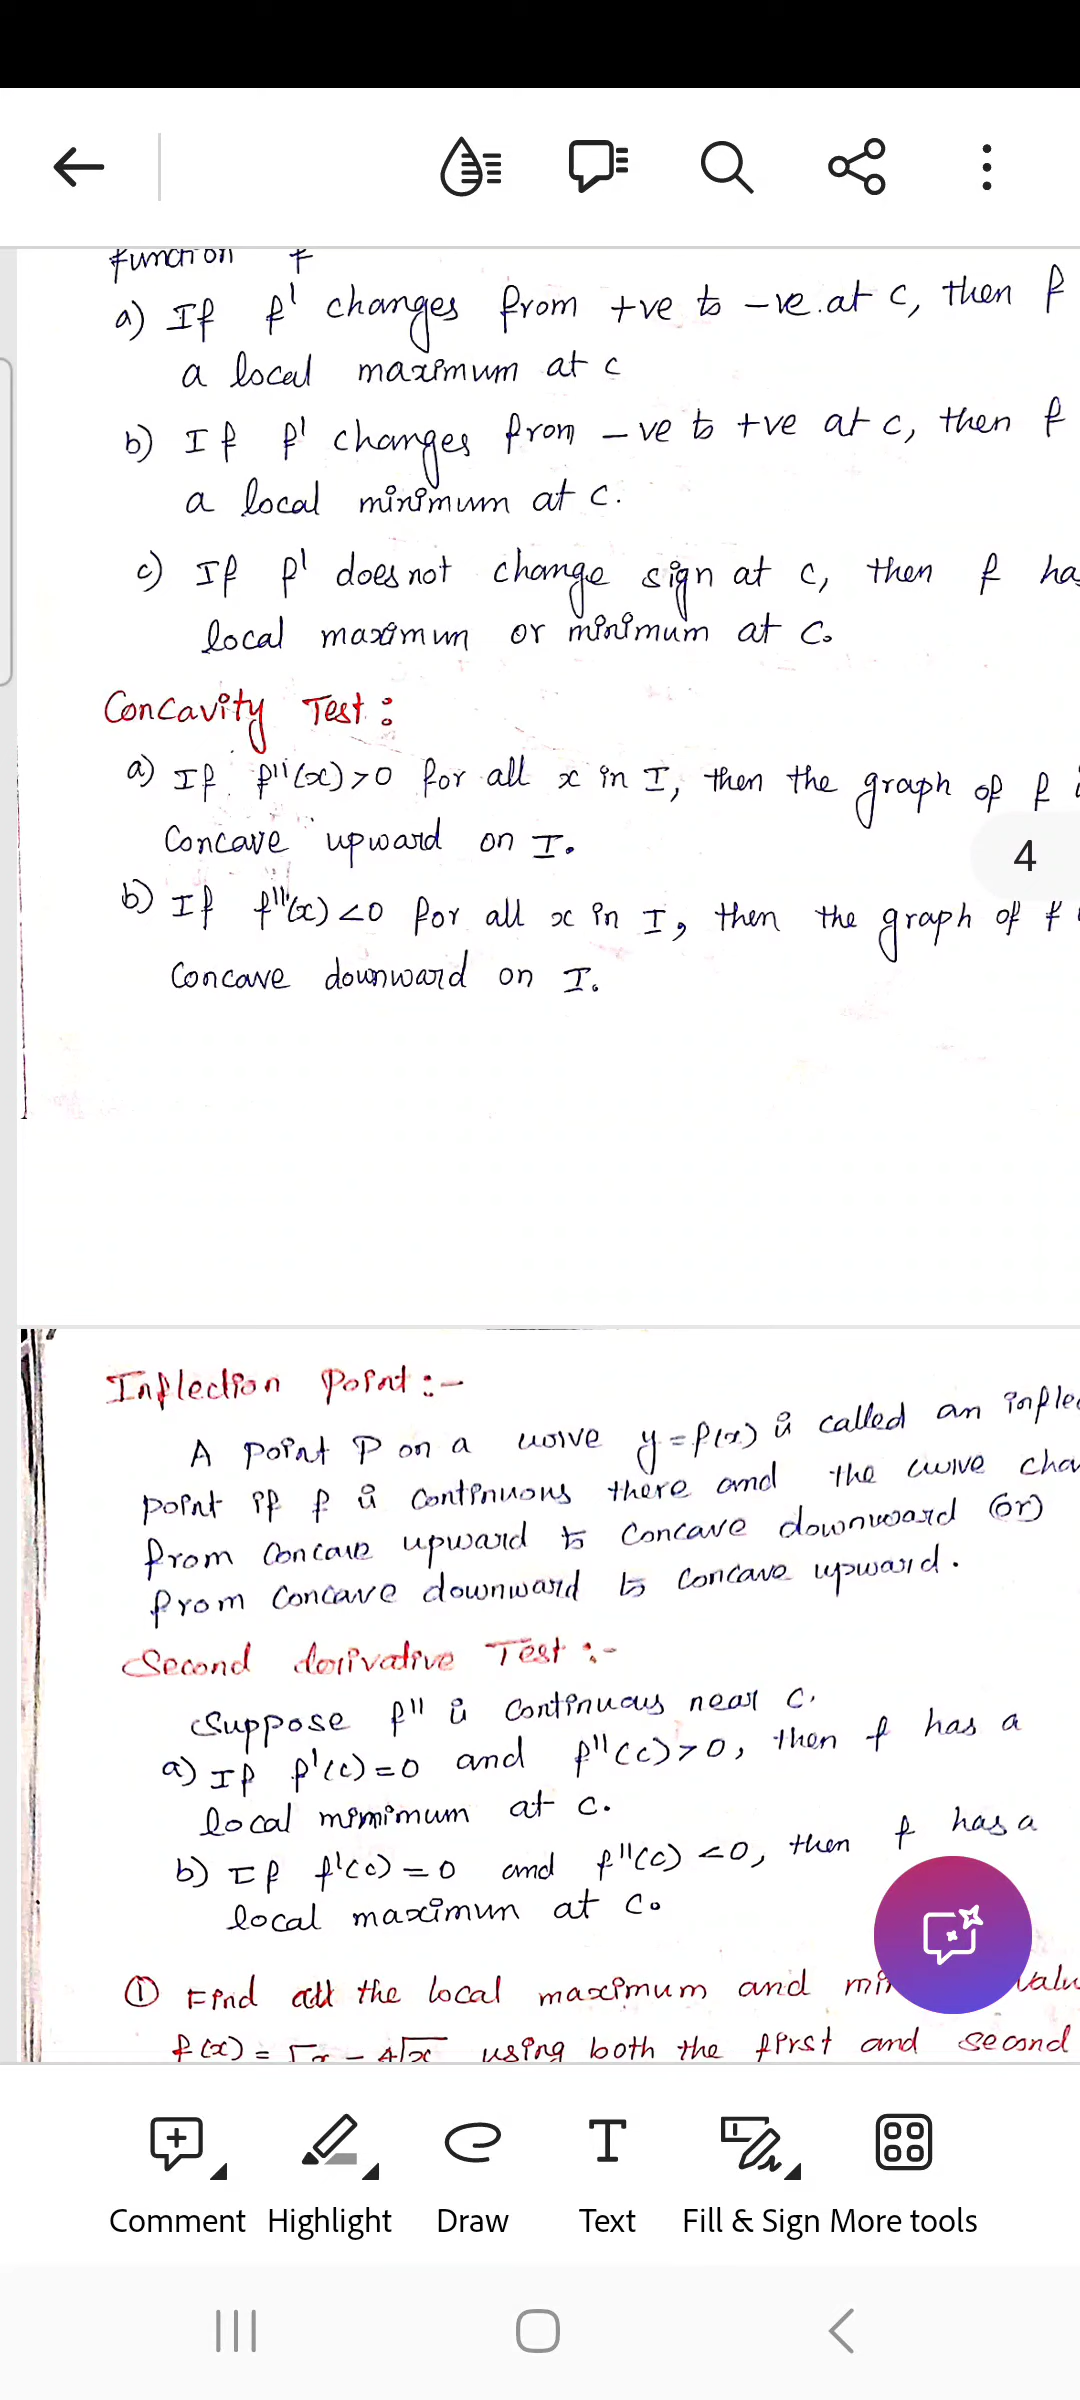 function f
a) If f' changes from +ve to -ve. at c, then f
a local maximum at c
b) If f' changes from -ve to +ve at c, then f
a local minimum at c.
c) If f' does not change sign at c, then f ha
local maximum or minimum at c.
Concavity Test :
a) If f''(x) >0 for all x in I, then the graph of f
Concave upward on I.
4
b) If f''(x) <0 for all x in I, then the graph of f
Concave downward on I.
Inflection Point :-
A point P on a curve y=f(x) is called an infle
point if f is continuous there and the curve cha
from concave upward to concave downward (or)
from concave downward to concave upward.
Second derivative Test :-
Suppose f'' is continuous near c.
a) If f'(c)=0 and f''(c)>0, then f has a
local minimum at c.
b) If f'(c) = 0 and f''(c) <0, then f has a
local maximum at c.
① Find all the local maximum and mi valu
f(x) = √x - 4√x using both the first and second
Comment Highlight Draw Text Fill & Sign More tools